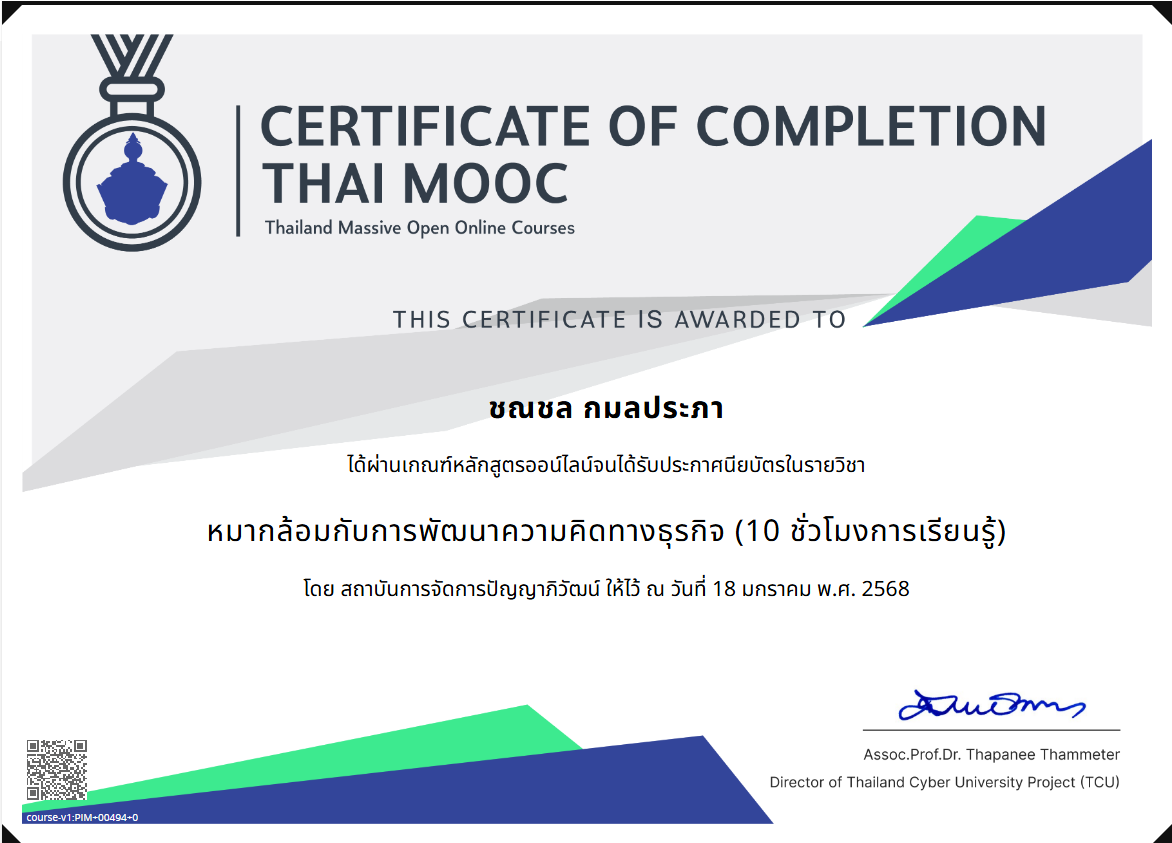 CERTIFICATE OF COMPLETION
THAI MOOC
Thailand Massive Open Online Courses
THIS CERTIFICATE IS AWARDED TO
ชณชล กมลประภา
ได้ผ่านเกณฑ์หลักสูตรออนไลน์จนได้รับประกาศนียบัตรในรายวิชา
หมากล้อมกับการพัฒนาความคิดทางธุรกิจ (10 ชั่วโมงการเรียนรู้)
โดย สถาบันการจัดการปัญญาภิวัฒน์ ให้ไว้ ณ วันที่ 18 มกราคม พ.ศ. 2568
Assoc.Prof.Dr. Thapanee Thammeter
Director of Thailand Cyber University Project (TCU)
course-v1:PIM+00494+0